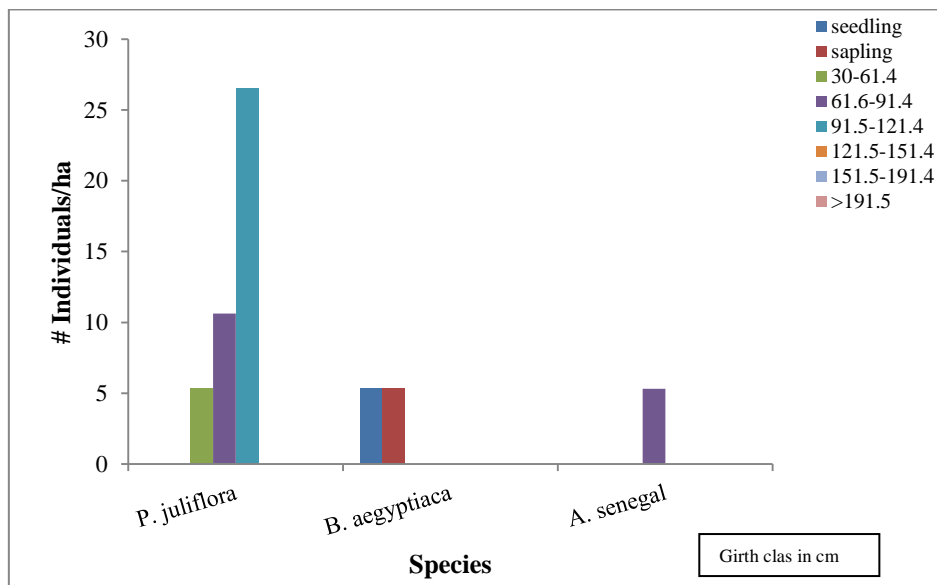 30
25
20
15
10
5
0
# Individuals/ha
seedling
sapling
30-61.4
61.6-91.4
91.5-121.4
121.5-151.4
151.5-191.4
>191.5
P. juliflora
B. aegyptiaca
A. senegal
Species
Girth clas in cm